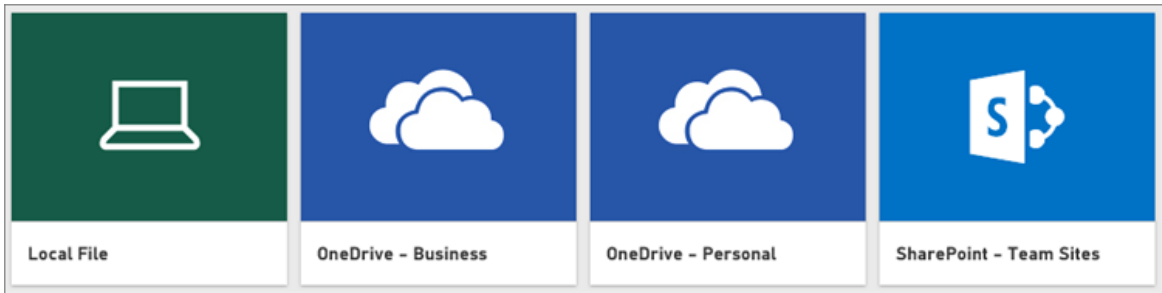 Local File
OneDrive – Business
OneDrive – Personal
S
SharePoint – Team Sites